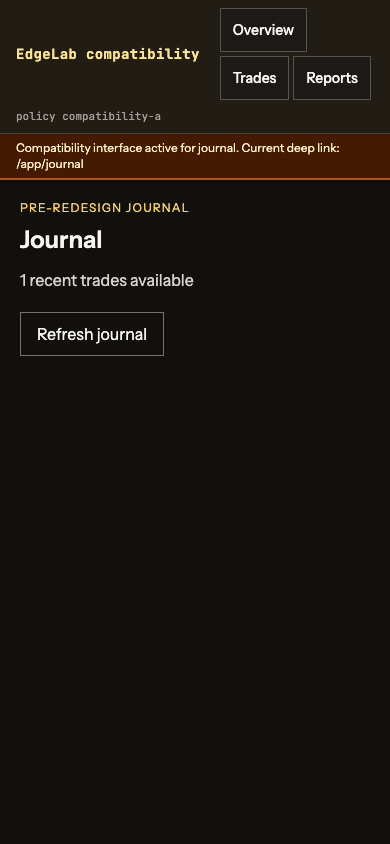 EdgeLab compatibility
Overview
Trades
Reports
policy compatibility-a
Compatibility interface active for journal. Current deep link:
/app/journal
PRE-REDESIGN JOURNAL
Journal
1 recent trades available
Refresh journal